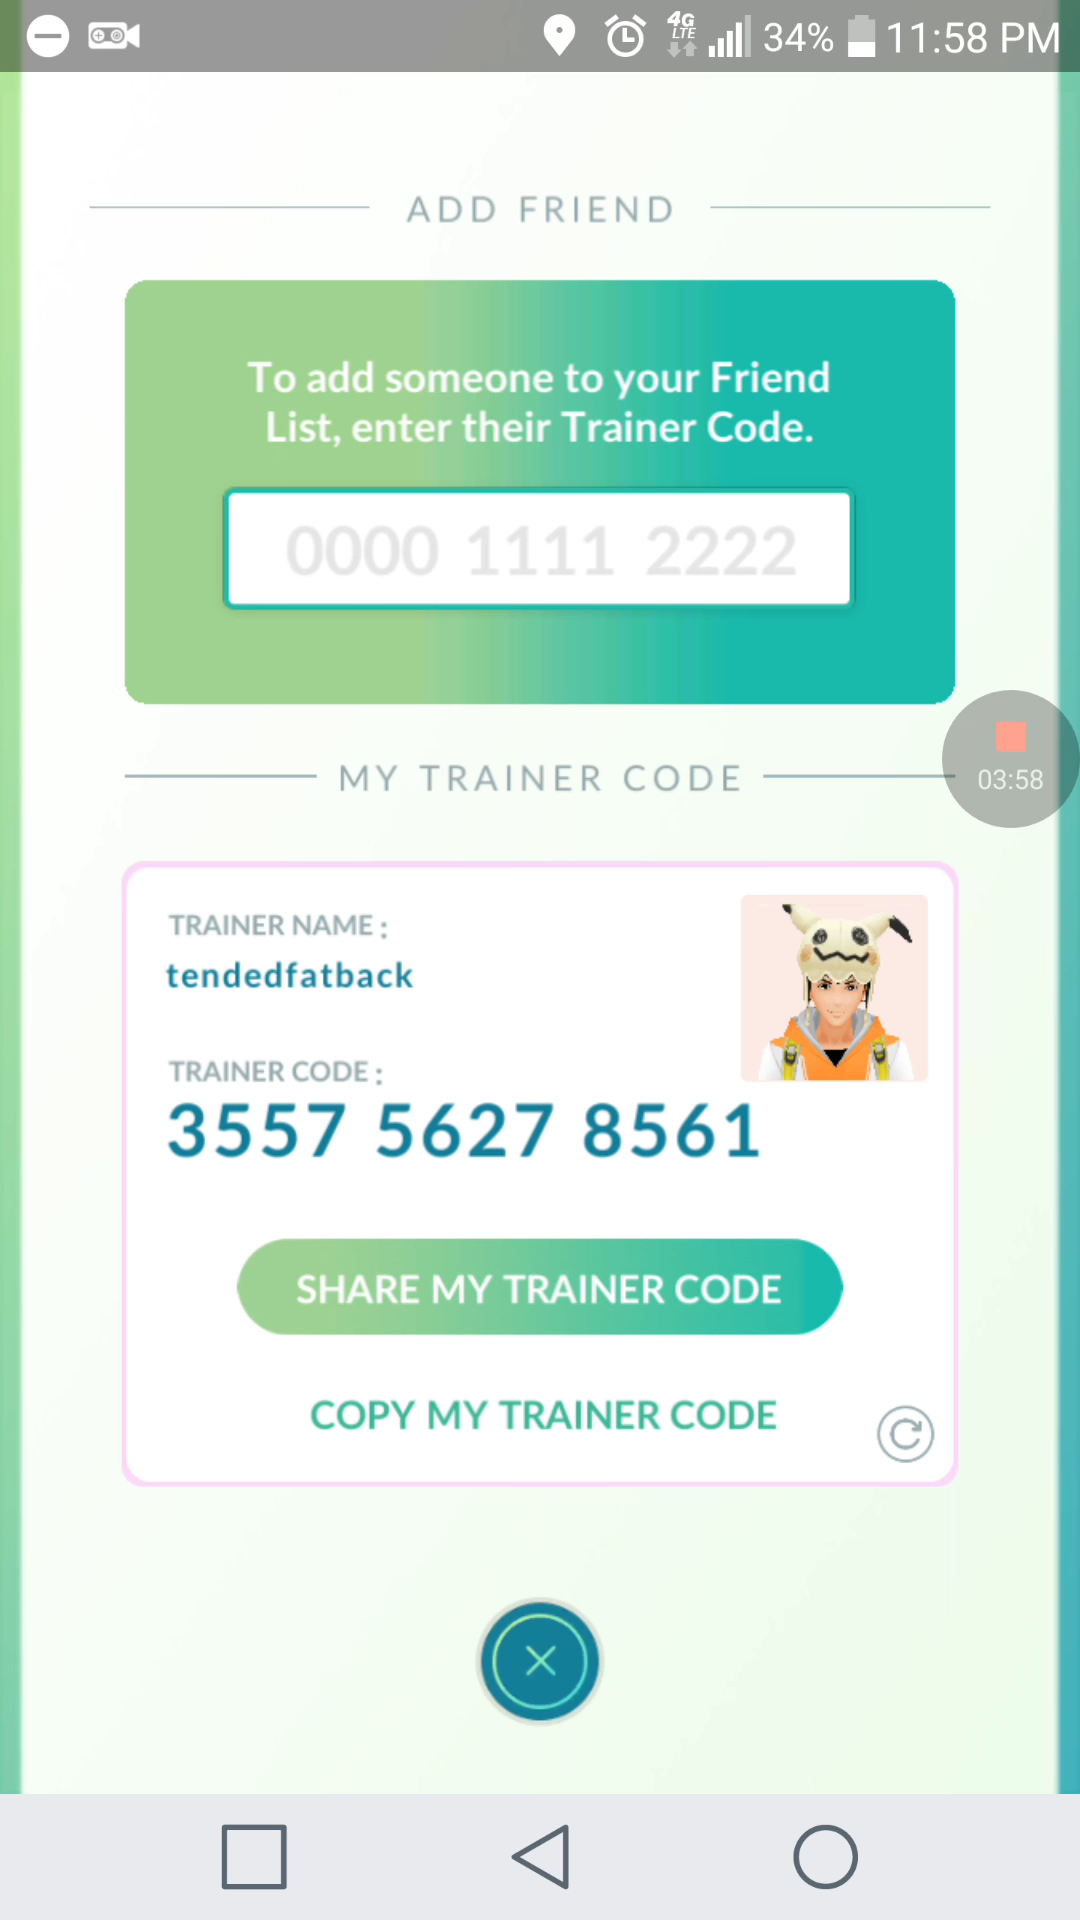 4G LTE 34% 11:58 PM
ADD FRIEND
To add someone to your Friend
List, enter their Trainer Code.
0000 1111 2222
MY TRAINER CODE
03:58
TRAINER NAME :
tendedfatback
TRAINER CODE :
3557 5627 8561
SHARE MY TRAINER CODE
COPY MY TRAINER CODE